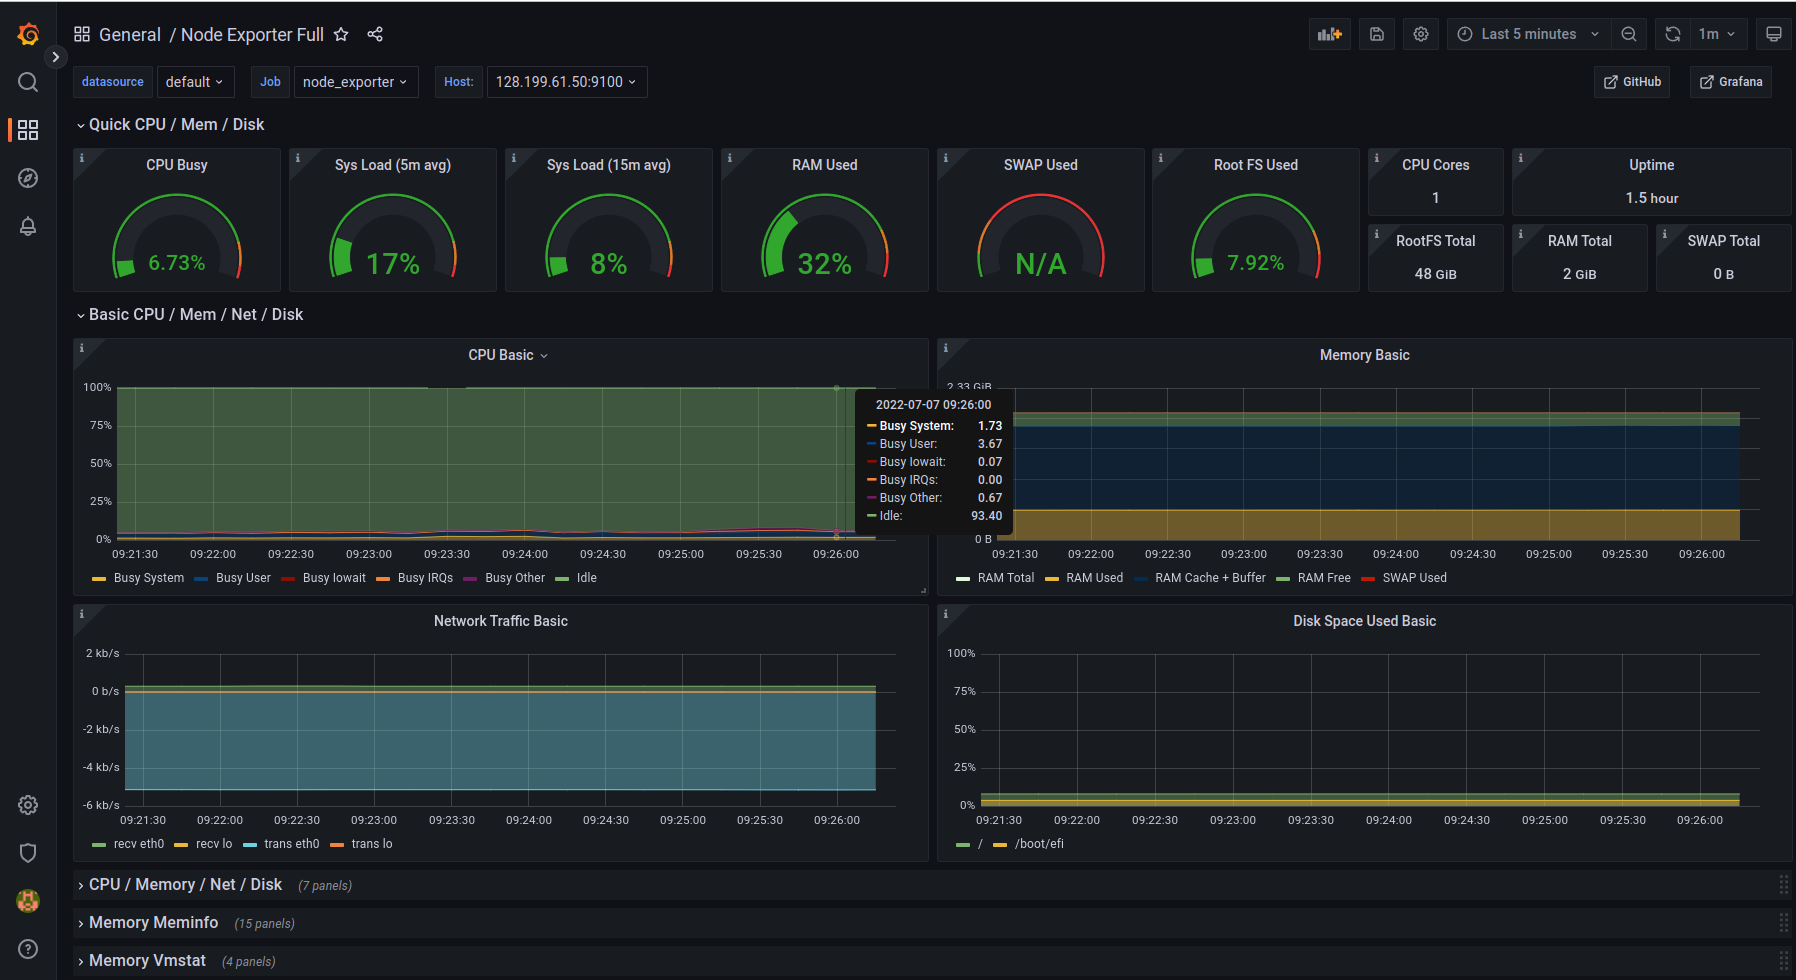 General / Node Exporter Full
Last 5 minutes
1m
datasource default Job node_exporter Host: 128.199.61.50:9100 GitHub Grafana
Quick CPU / Mem / Disk
CPU Busy
6.73%
Sys Load (5m avg)
17%
Sys Load (15m avg)
8%
RAM Used
32%
SWAP Used
N/A
Root FS Used
7.92%
CPU Cores
1
Uptime
1.5 hour
RootFS Total
48 GiB
RAM Total
2 GiB
SWAP Total
0 B
Basic CPU / Mem / Net / Disk
CPU Basic
100%
75%
50%
25%
0%
09:21:30 09:22:00 09:22:30 09:23:00 09:23:30 09:24:00 09:24:30 09:25:00 09:25:30 09:26:00
Busy System Busy User Busy Iowait Busy IRQs Busy Other Idle
2022-07-07 09:26:00
Busy System: 1.73
Busy User: 3.67
Busy Iowait: 0.07
Busy IRQs: 0.00
Busy Other: 0.67
Idle: 93.40
Memory Basic
2.33 GiB
0 B
09:21:30 09:22:00 09:22:30 09:23:00 09:23:30 09:24:00 09:24:30 09:25:00 09:25:30 09:26:00
RAM Total RAM Used RAM Cache + Buffer RAM Free SWAP Used
Network Traffic Basic
2 kb/s
0 b/s
-2 kb/s
-4 kb/s
-6 kb/s
09:21:30 09:22:00 09:22:30 09:23:00 09:23:30 09:24:00 09:24:30 09:25:00 09:25:30 09:26:00
recv eth0 recv lo trans eth0 trans lo
Disk Space Used Basic
100%
75%
50%
25%
0%
09:21:30 09:22:00 09:22:30 09:23:00 09:23:30 09:24:00 09:24:30 09:25:00 09:25:30 09:26:00
/ /boot/efi
CPU / Memory / Net / Disk (7 panels)
Memory Meminfo (15 panels)
Memory Vmstat (4 panels)